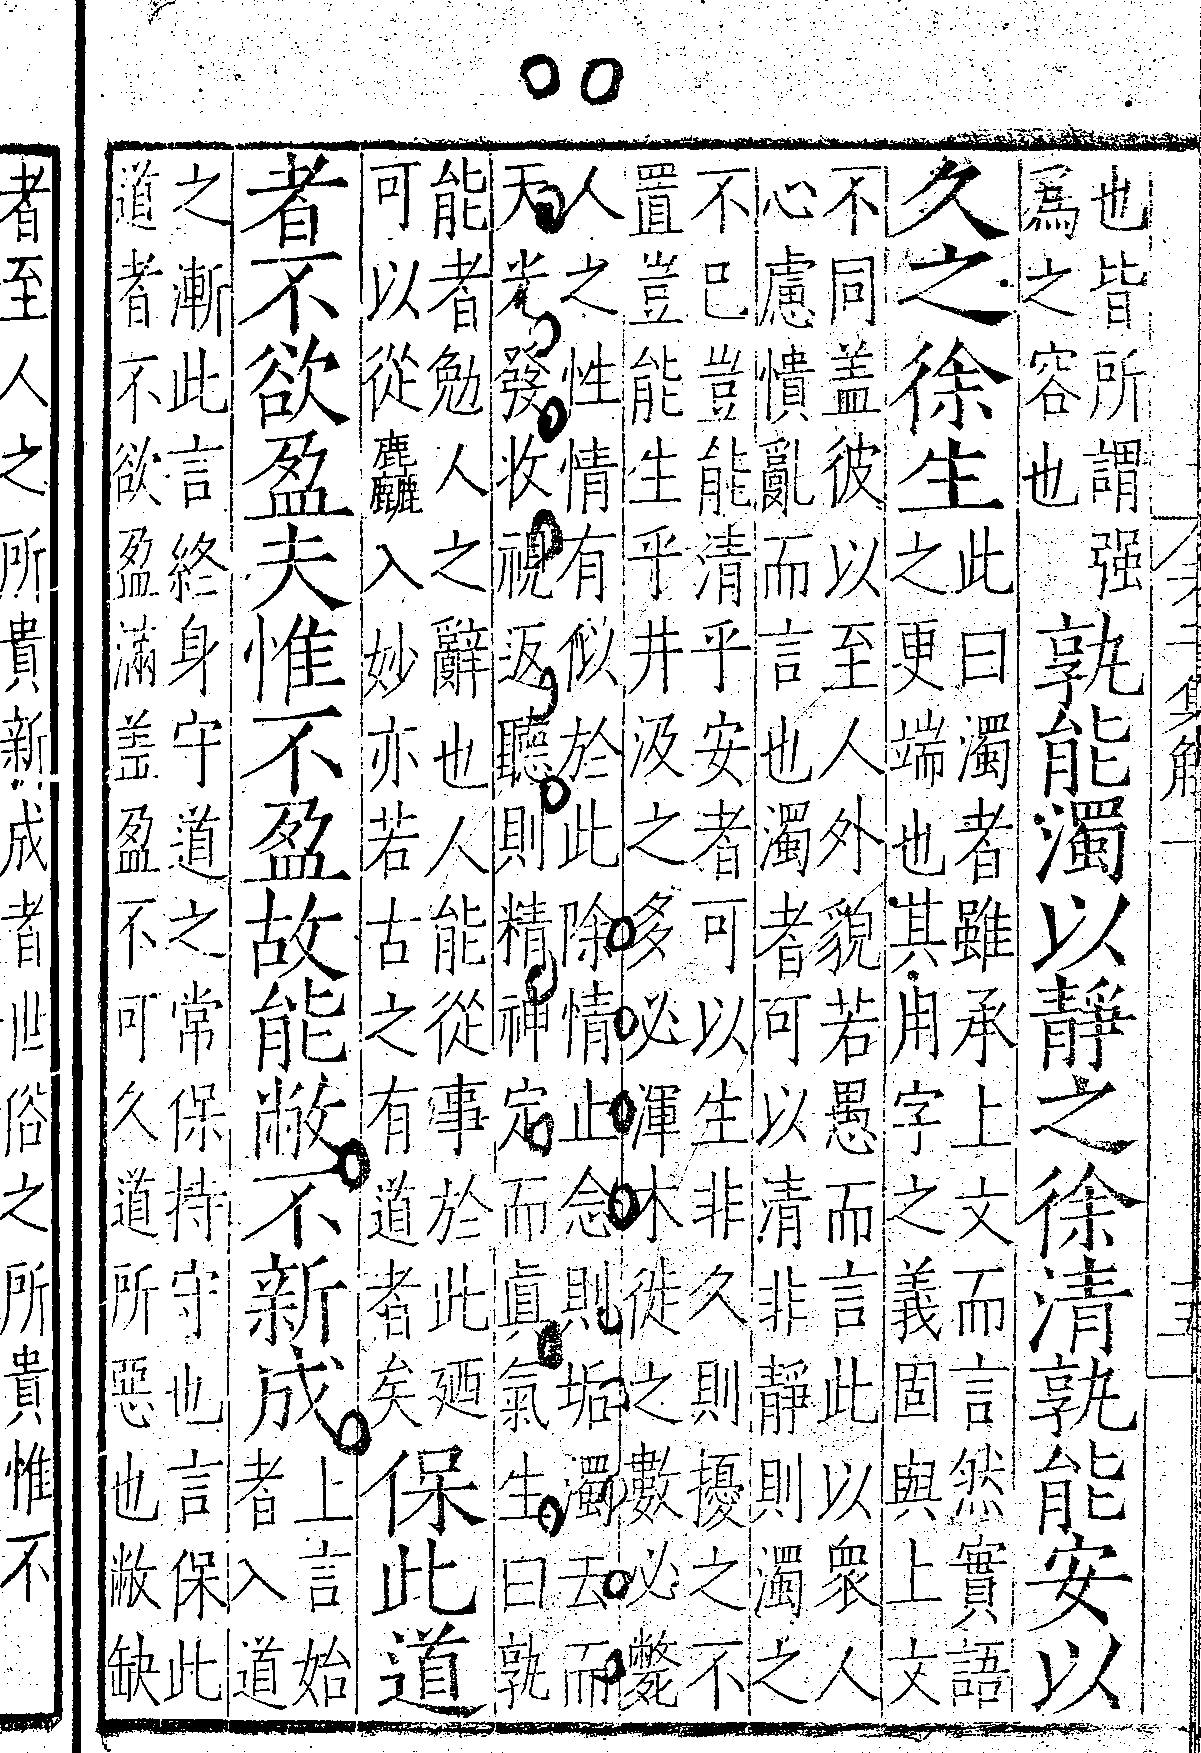 老子集解
五
也皆所謂强
爲之容也
孰能濁以靜之徐清孰能安以
久之徐生
此曰濁者雖承上文而言然實語
之更端也其用字之義固與上文
不同盖彼以至人外貌若愚而言此以衆人
心慮憒亂而言也濁者可以清非靜則濁之
不已豈能清乎安者可以生非久則擾之不
置豈能生乎井汲之多必渾木徙之數必斃
人之性情有似於此除情止念則垢濁去而
天光發收視返聽則精神定而眞氣生曰孰
能者勉人之辭也人能從事於此廼
可以從麤入妙亦若古之有道者矣
保此道
者不欲盈夫惟不盈故能敝不新成
上言始
者入道
之漸此言終身守道之常保持守也言保此
道者不欲盈滿盖盈不可久道所惡也敝缺
者至人之所貴新成者世俗之所貴惟不